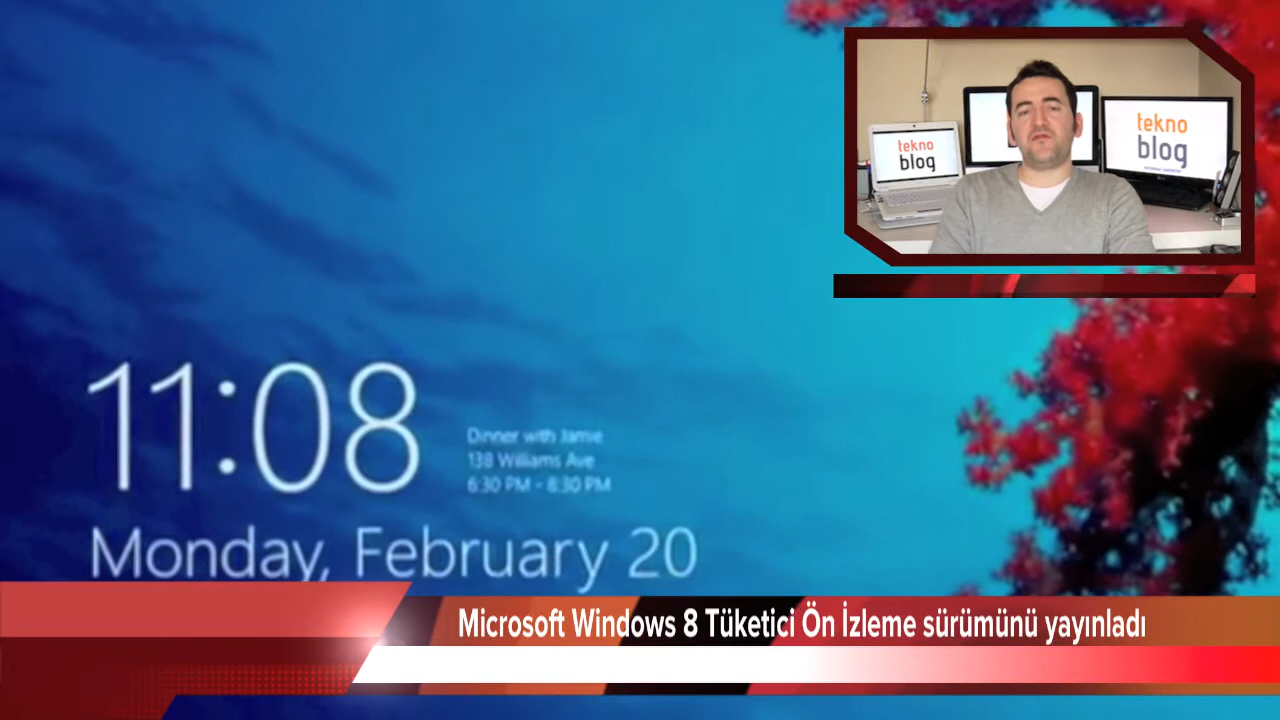 tekno
blog
tekno
blog
11:08
Dinner with Jamie
138 Williams Ave
6:30 PM - 8:30 PM
Monday, February 20
Microsoft Windows 8 Tüketici Ön İzleme sürümünü yayınladı